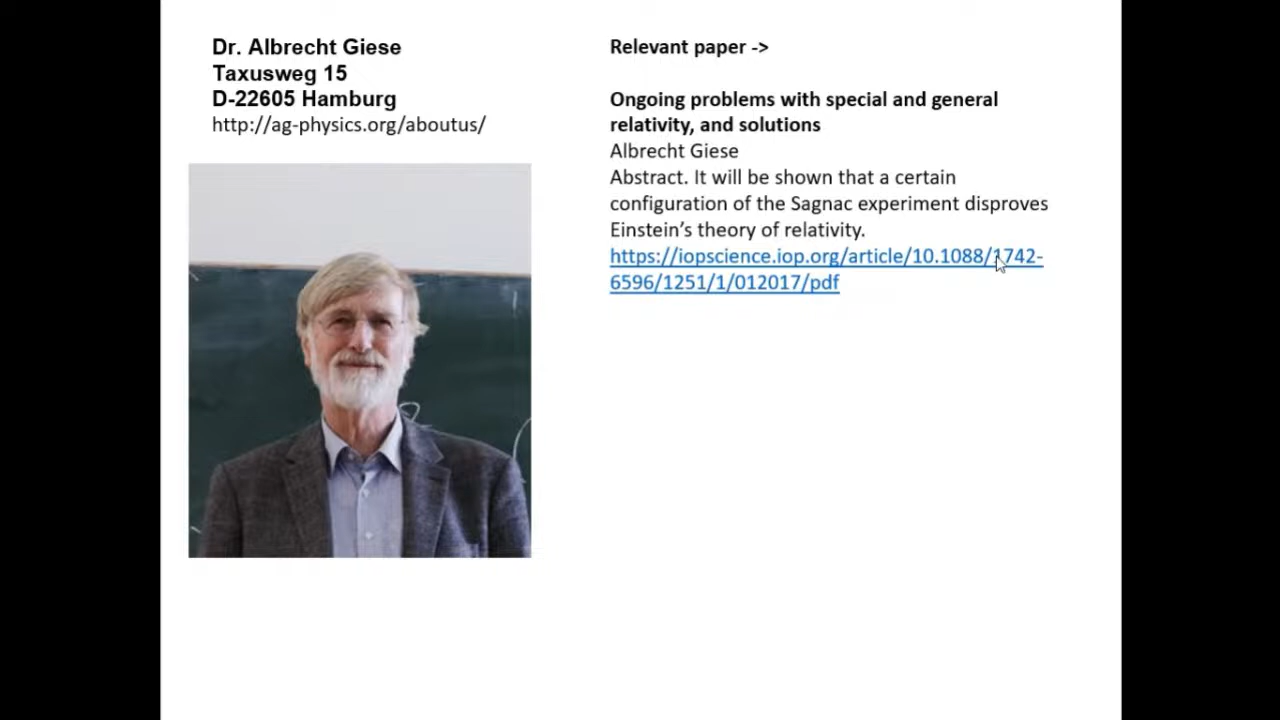 Dr. Albrecht Giese
Taxusweg 15
D-22605 Hamburg
http://ag-physics.org/aboutus/
Relevant paper ->
Ongoing problems with special and general
relativity, and solutions
Albrecht Giese
Abstract. It will be shown that a certain
configuration of the Sagnac experiment disproves
Einstein’s theory of relativity.
https://iopscience.iop.org/article/10.1088/1742-
6596/1251/1/012017/pdf